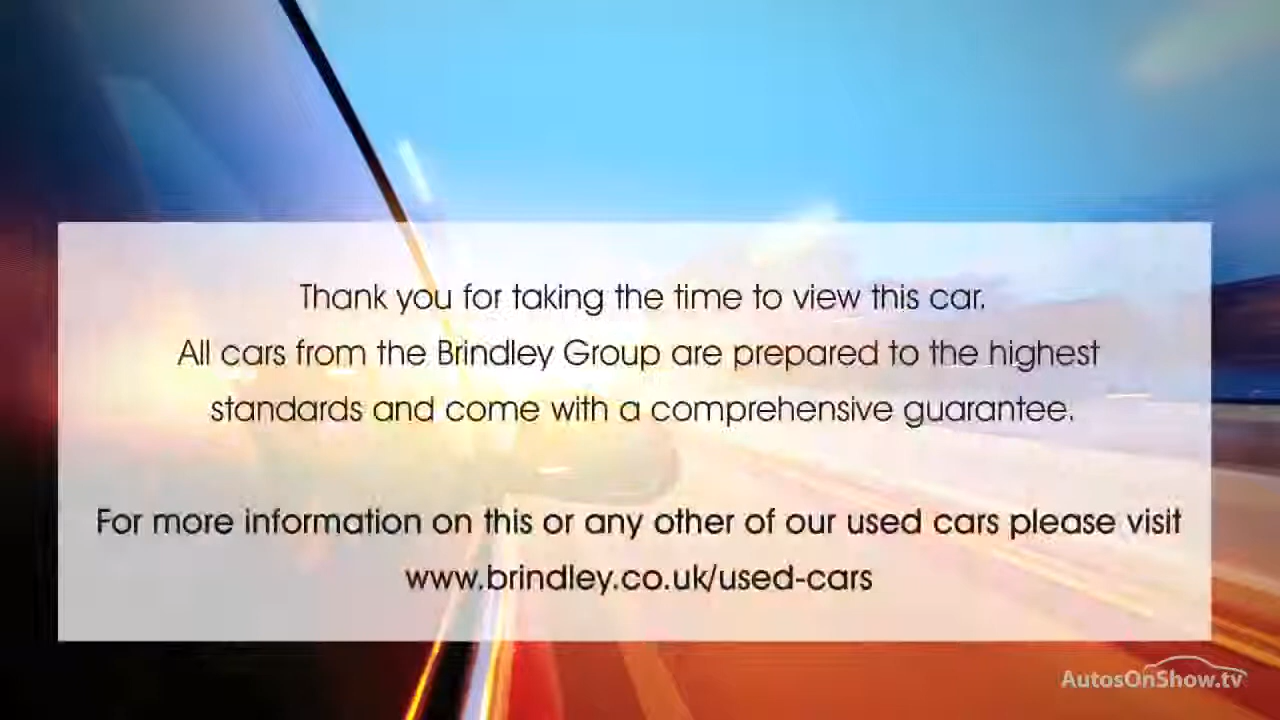 Thank you for taking the time to view this car.
All cars from the Brindley Group are prepared to the highest
standards and come with a comprehensive guarantee.
For more information on this or any other of our used cars please visit
www.brindley.co.uk/used-cars
AutosOnShow.tv